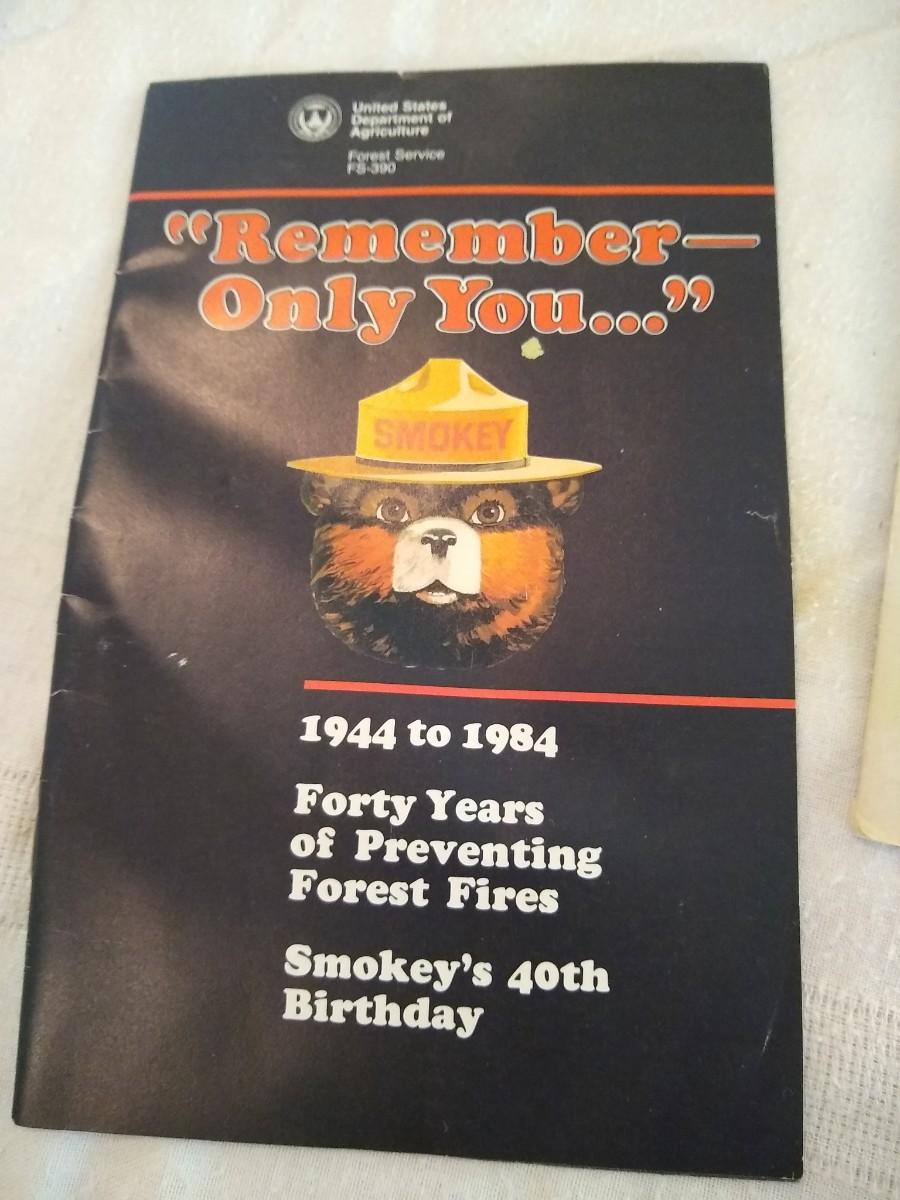 United States
Department of
Agriculture
Forest Service
FS-390
“Remember—
Only You...”
SMOKEY
1944 to 1984
Forty Years
of Preventing
Forest Fires
Smokey’s 40th
Birthday